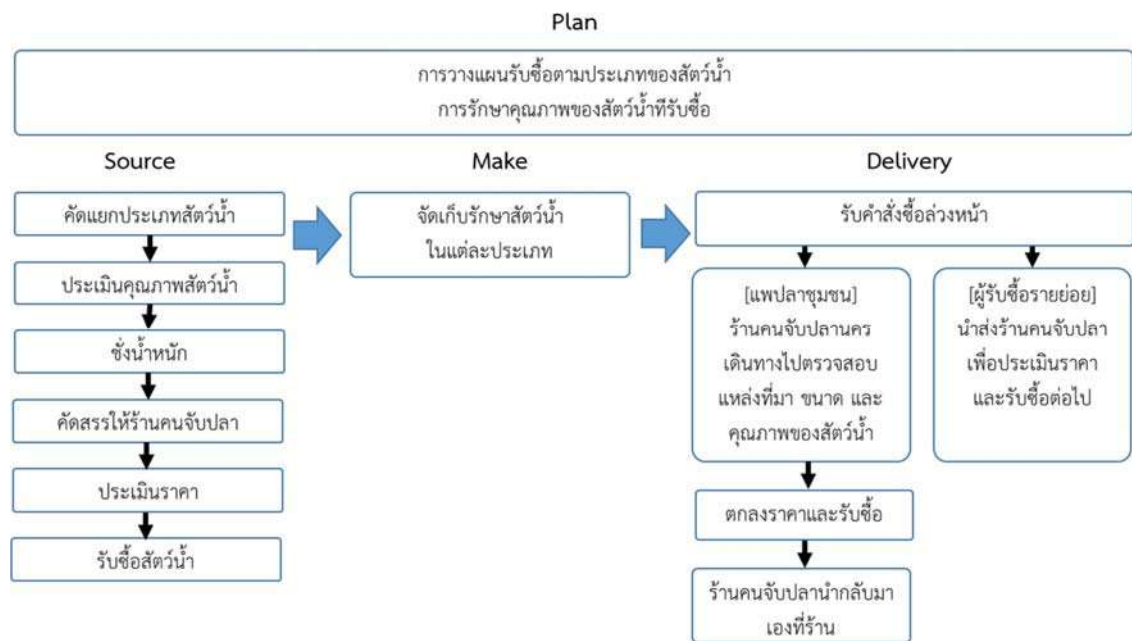 Plan
การวางแผนรับซื้อตามประเภทของสัตว์น้ำ
การรักษาคุณภาพของสัตว์น้ำทีรับซื้อ
Source
คัดแยกประเภทสัตว์น้ำ
ประเมินคุณภาพสัตว์น้ำ
ชั่งน้ำหนัก
คัดสรรให้ร้านคนจับปลา
ประเมินราคา
รับซื้อสัตว์น้ำ
Make
จัดเก็บรักษาสัตว์น้ำ
ในแต่ละประเภท
Delivery
รับคำสั่งซื้อล่วงหน้า
[แพปลาชุมชน]
ร้านคนจับปลานคร
เดินทางไปตรวจสอบ
แหล่งที่มา ขนาด และ
คุณภาพของสัตว์น้ำ
ตกลงราคาและรับซื้อ
ร้านคนจับปลานำกลับมา
เองที่ร้าน
[ผู้รับซื้อรายย่อย]
นำส่งร้านคนจับปลา
เพื่อประเมินราคา
และรับซื้อต่อไป